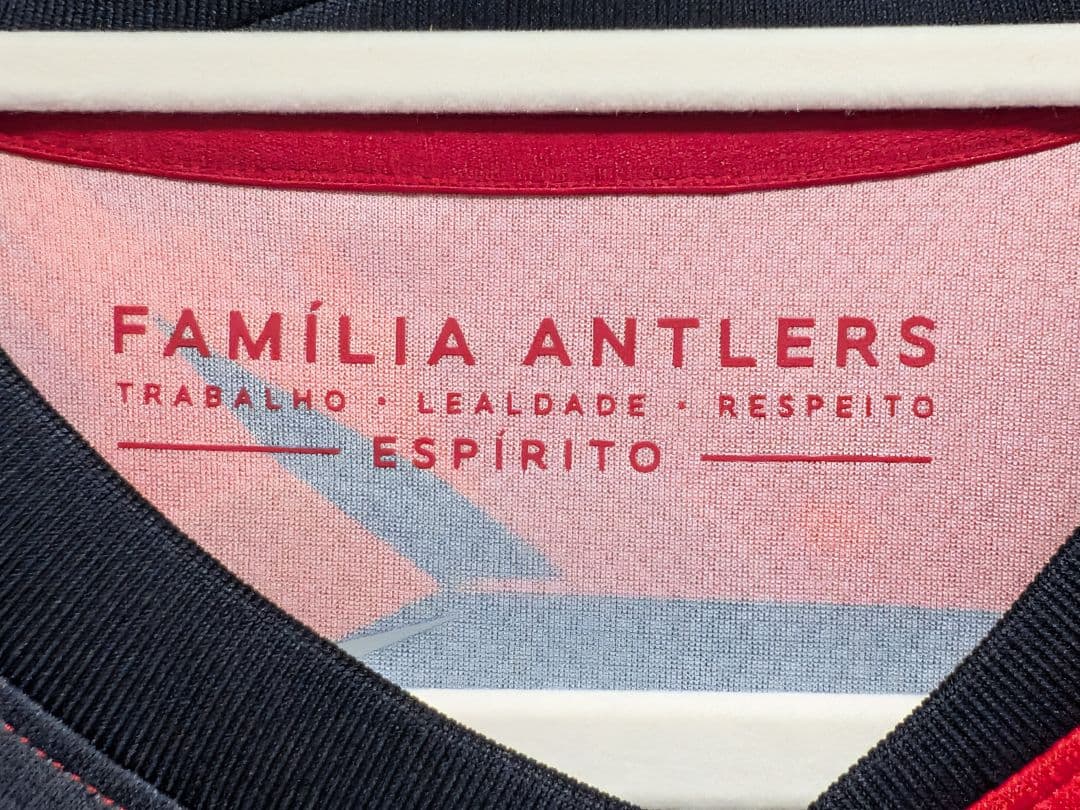 FAMÍLIA ANTLERS
TRABALHO · LEALDADE · RESPEITO
ESPÍRITO